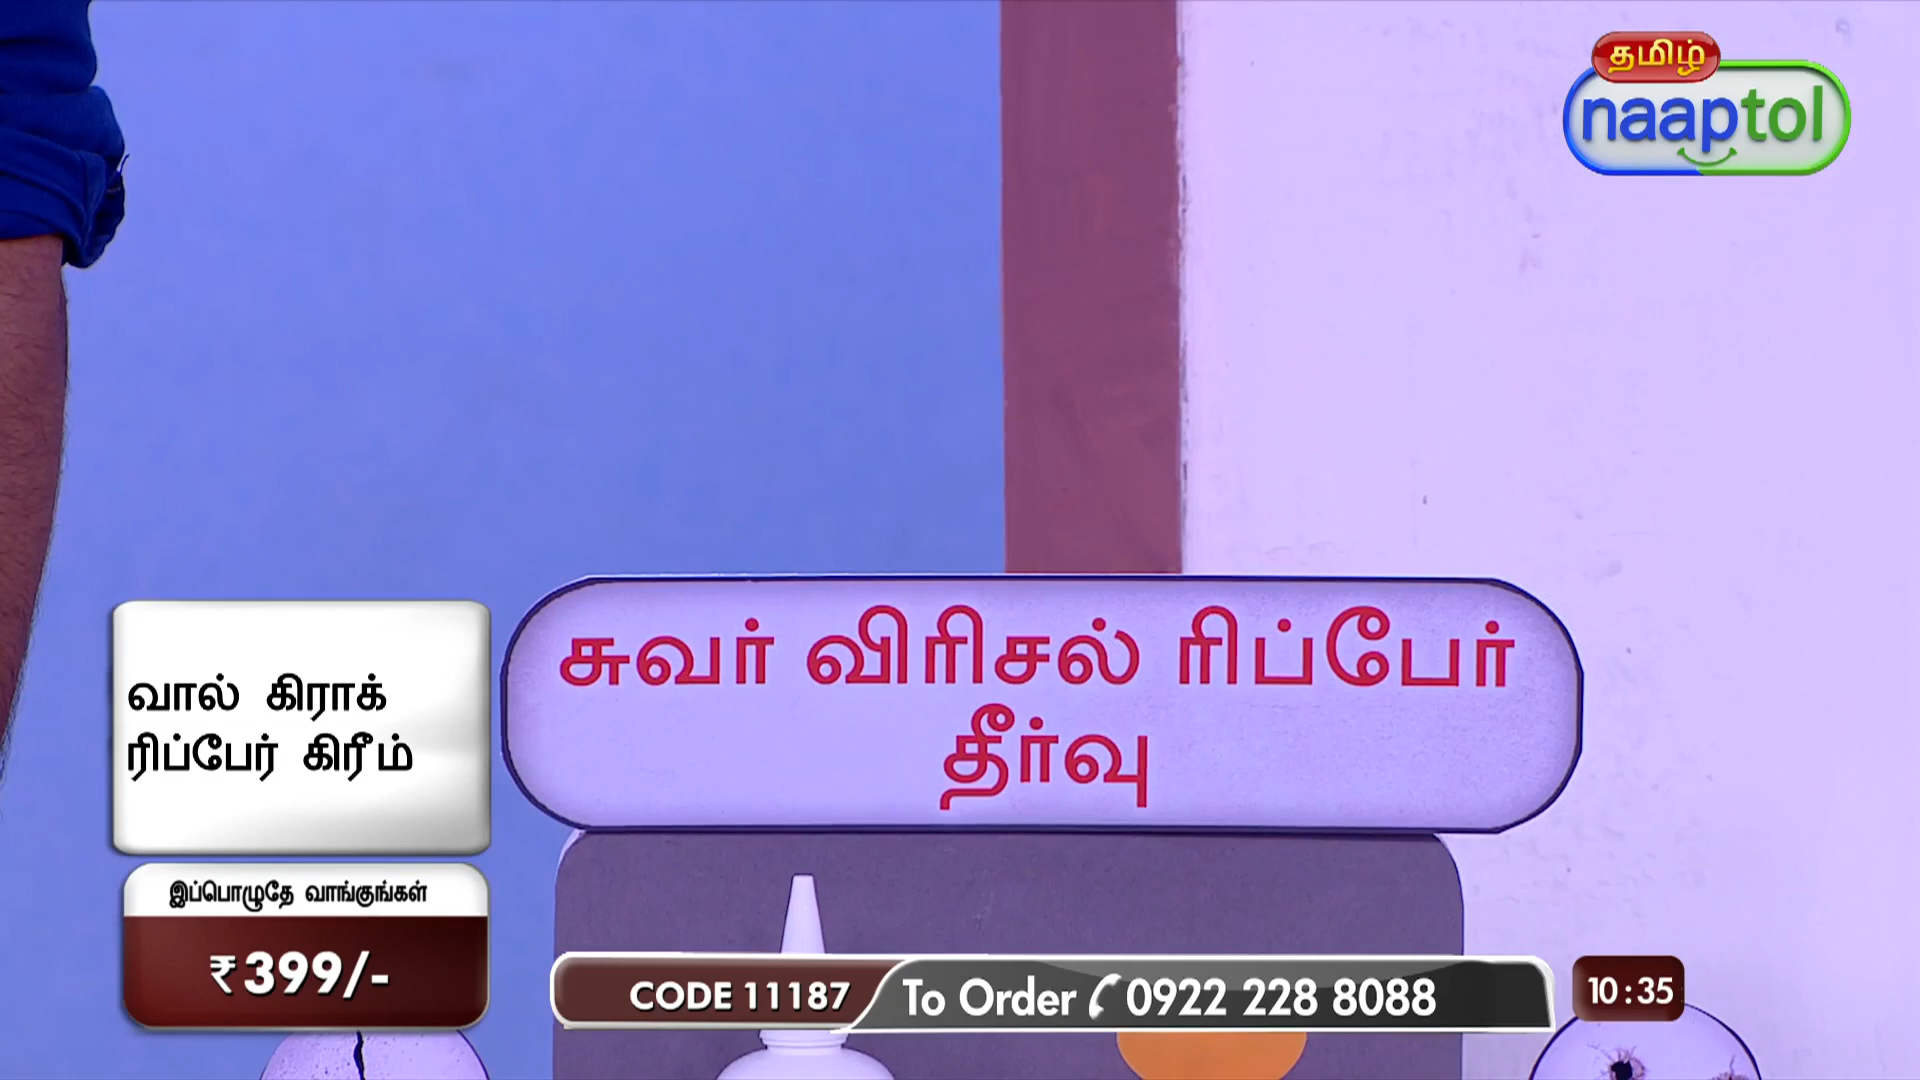 தமிழ்
naaptol
சுவர் விரிசல் ரிப்பேர்
தீர்வு
வால் கிராக்
ரிப்பேர் கிரீம்
இப்பொழுதே வாங்குங்கள்
₹399/-
CODE 11187 To Order 0922 228 8088
10:35